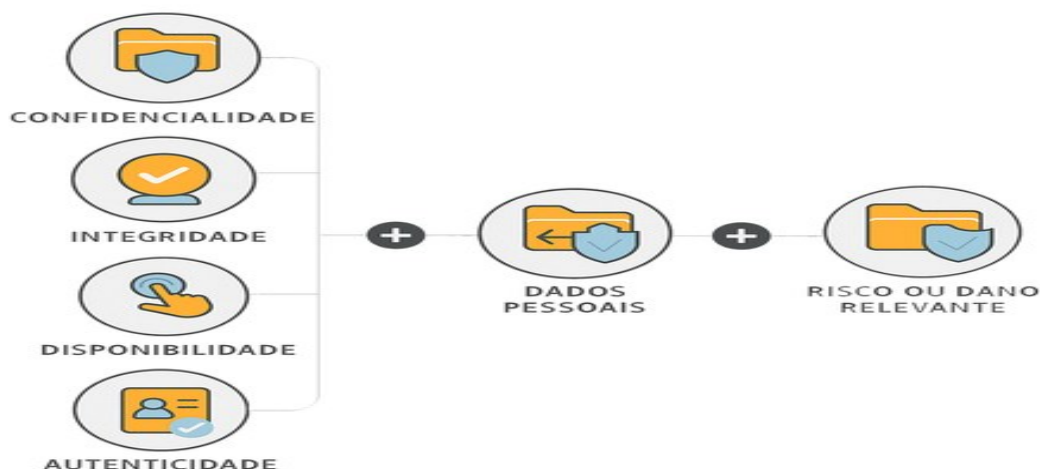 CONFIDENCIALIDADE
INTEGRIDADE
DISPONIBILIDADE
AUTENTICIDADE
DADOS
PESSOAIS
RISCO OU DANO
RELEVANTE